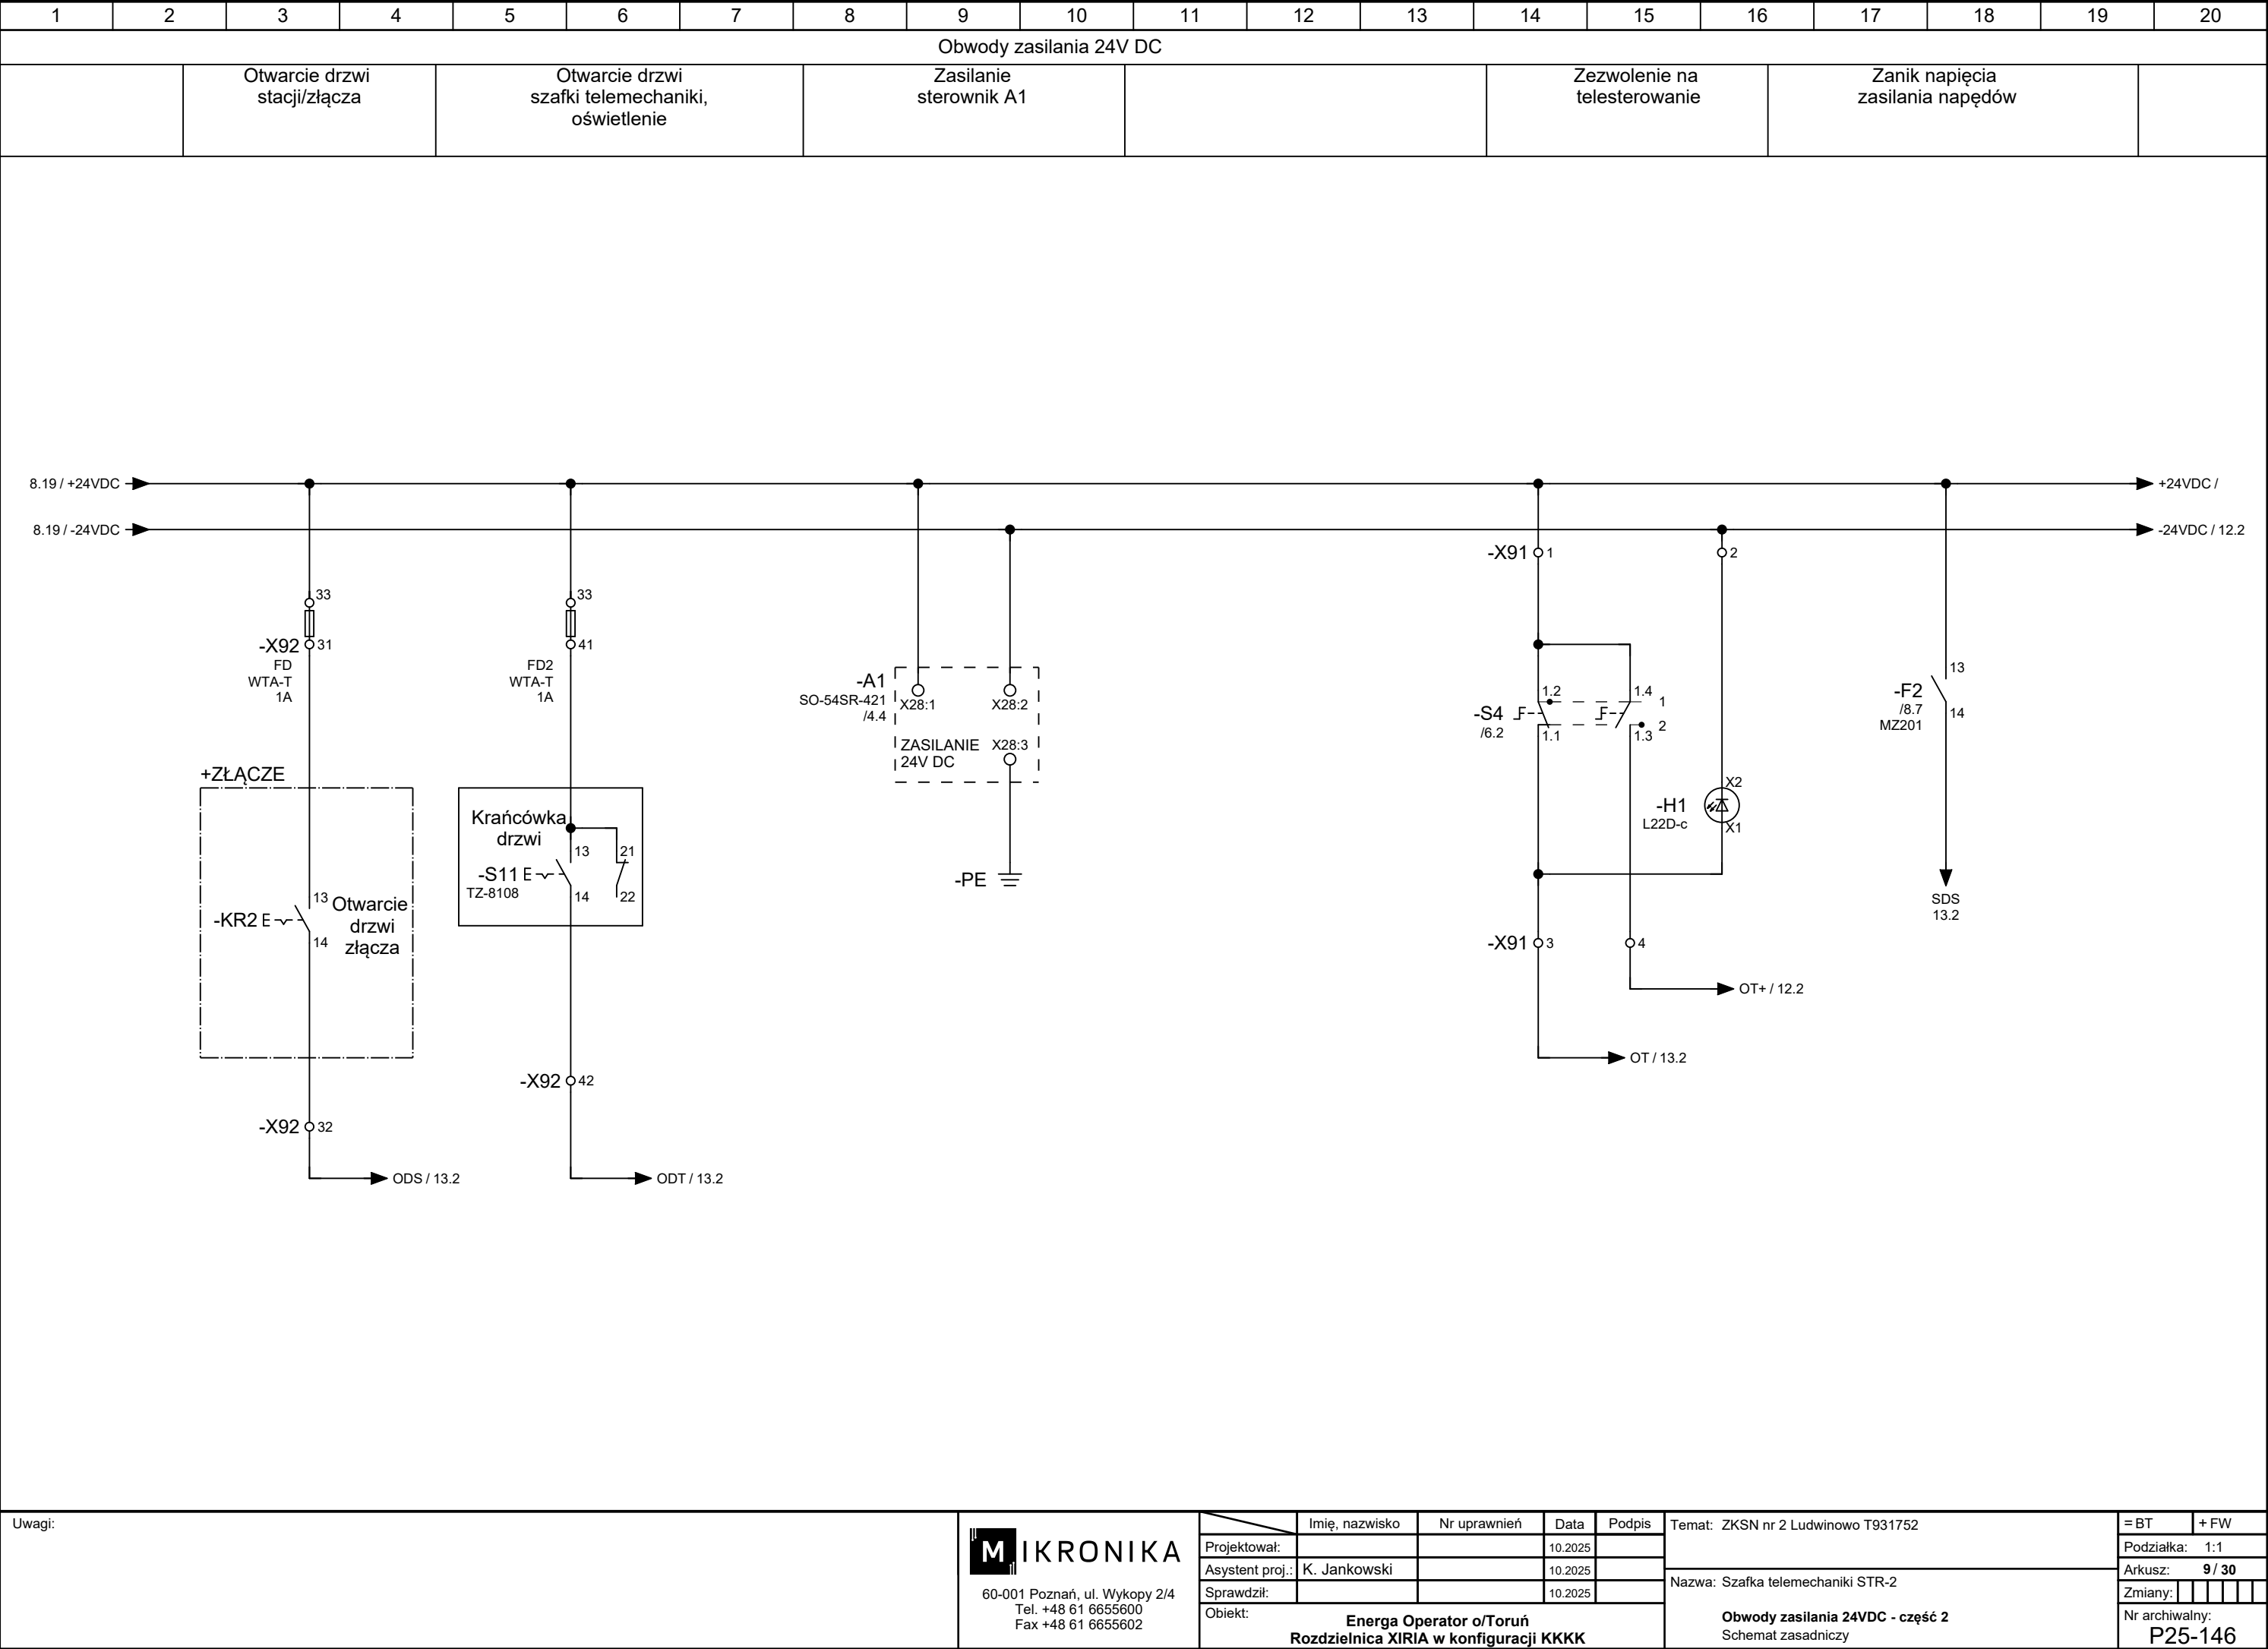 1 2 3 4 5 6 7 8 9 10 11 12 13 14 15 16 17 18 19 20
Obwody zasilania 24V DC
Otwarcie drzwi
stacji/złącza
Otwarcie drzwi
szafki telemechaniki,
oświetlenie
Zasilanie
sterownik A1
Zezwolenie na
telesterowanie
Zanik napięcia
zasilania napędów
8.19 / +24VDC
+24VDC /
8.19 / -24VDC
-24VDC / 12.2
33
-X92 31
FD
WTA-T
1A
+ZŁĄCZE
13
-KR2
14
Otwarcie
drzwi
złącza
-X92 32
ODS / 13.2
33
41
FD2
WTA-T
1A
Krańcówka
drzwi
13 21
-S11
TZ-8108
14 22
-X92 42
ODT / 13.2
-A1
SO-54SR-421
/4.4
X28:1 X28:2
ZASILANIE
24V DC
X28:3
-PE
-X91 1
2
1.2 1.4 1
-S4
/6.2
1.1 1.3 2
X2
-H1
L22D-c
X1
-X91 3
4
OT+ / 12.2
OT / 13.2
13
-F2
/8.7
MZ201
14
SDS
13.2
Uwagi:
MIKRONIKA
60-001 Poznań, ul. Wykopy 2/4
Tel. +48 61 6655600
Fax +48 61 6655602
Imię, nazwisko Nr uprawnień Data Podpis
Projektował: 10.2025
Asystent proj.: K. Jankowski 10.2025
Sprawdził: 10.2025
Obiekt:
Energa Operator o/Toruń
Rozdzielnica XIRIA w konfiguracji KKKK
Temat: ZKSN nr 2 Ludwinowo T931752
Nazwa: Szafka telemechaniki STR-2
Obwody zasilania 24VDC - część 2
Schemat zasadniczy
= BT + FW
Podziałka: 1:1
Arkusz: 9 / 30
Zmiany:
Nr archiwalny:
P25-146